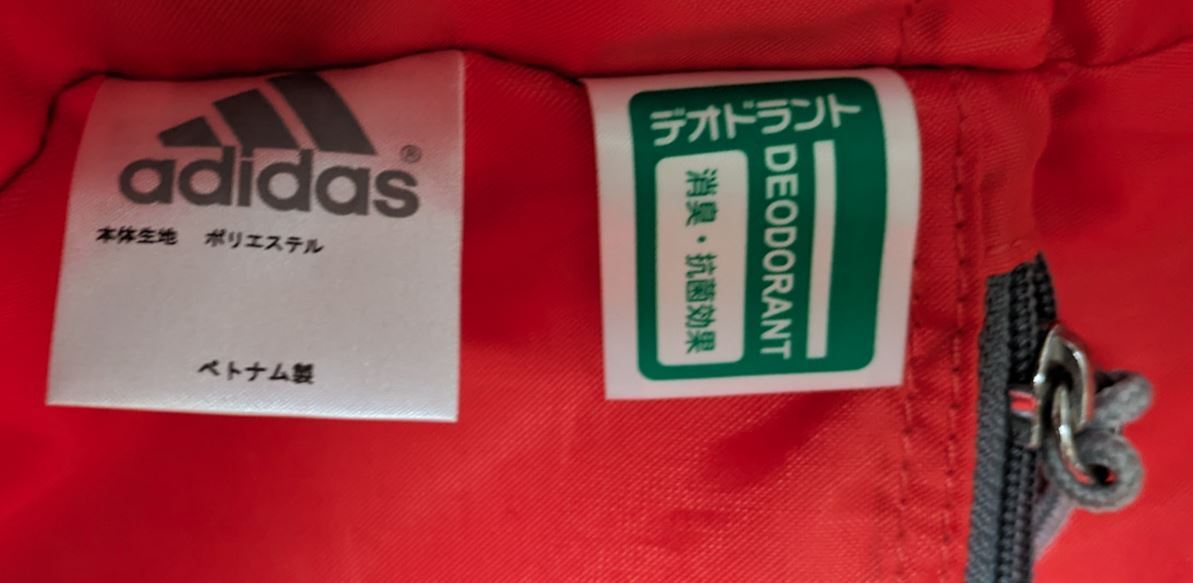 adidas®
本体生地 ポリエステル
ベトナム製
デオドラント
DEODORANT
消臭・抗菌効果